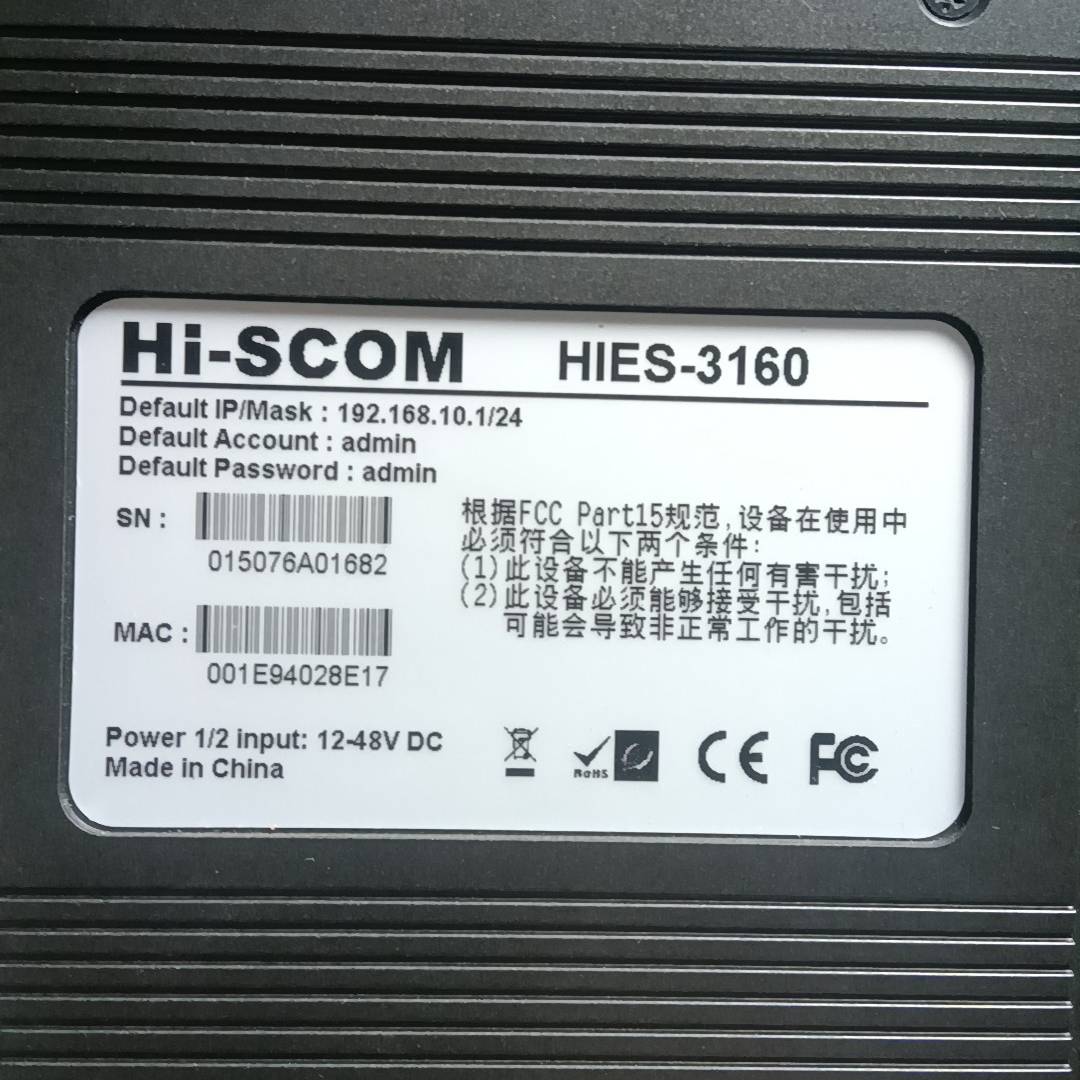 Hi-SCOM HIES-3160
Default IP/Mask : 192.168.10.1/24
Default Account : admin
Default Password : admin
SN :
015076A01682
MAC :
001E94028E17
根据FCC Part15规范,设备在使用中
必须符合以下两个条件:
(1)此设备不能产生任何有害干扰;
(2)此设备必须能够接受干扰,包括
可能会导致非正常工作的干扰。
Power 1/2 input: 12-48V DC
Made in China
RoHS
CE
FC